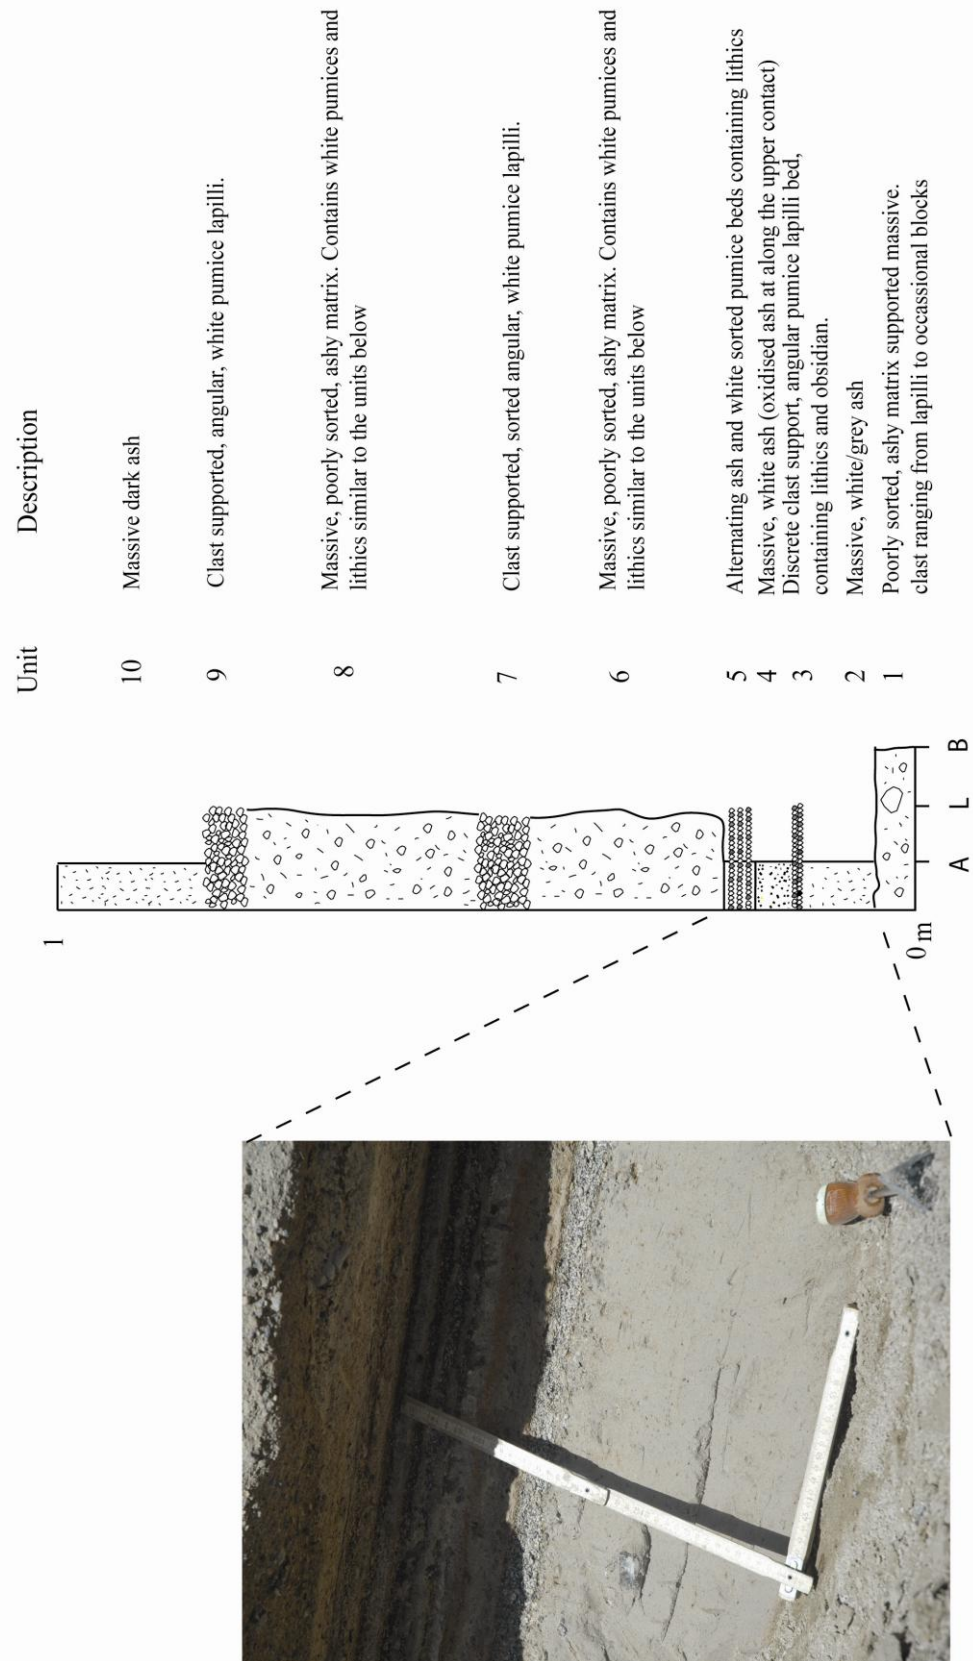 Unit
Description
10
Massive dark ash
9
Clast supported, angular, white pumice lapilli.
8
Massive, poorly sorted, ashy matrix. Contains white pumices and
lithics similar to the units below
7
Clast supported, sorted angular, white pumice lapilli.
6
Massive, poorly sorted, ashy matrix. Contains white pumices and
lithics similar to the units below
5
Alternating ash and white sorted pumice beds containing lithics
4
Massive, white ash (oxidised ash at along the upper contact)
3
Discrete clast support, angular pumice lapilli bed,
containing lithics and obsidian.
2
Massive, white/grey ash
1
Poorly sorted, ashy matrix supported massive.
clast ranging from lapilli to occassional blocks
1
0 m
A
L
B